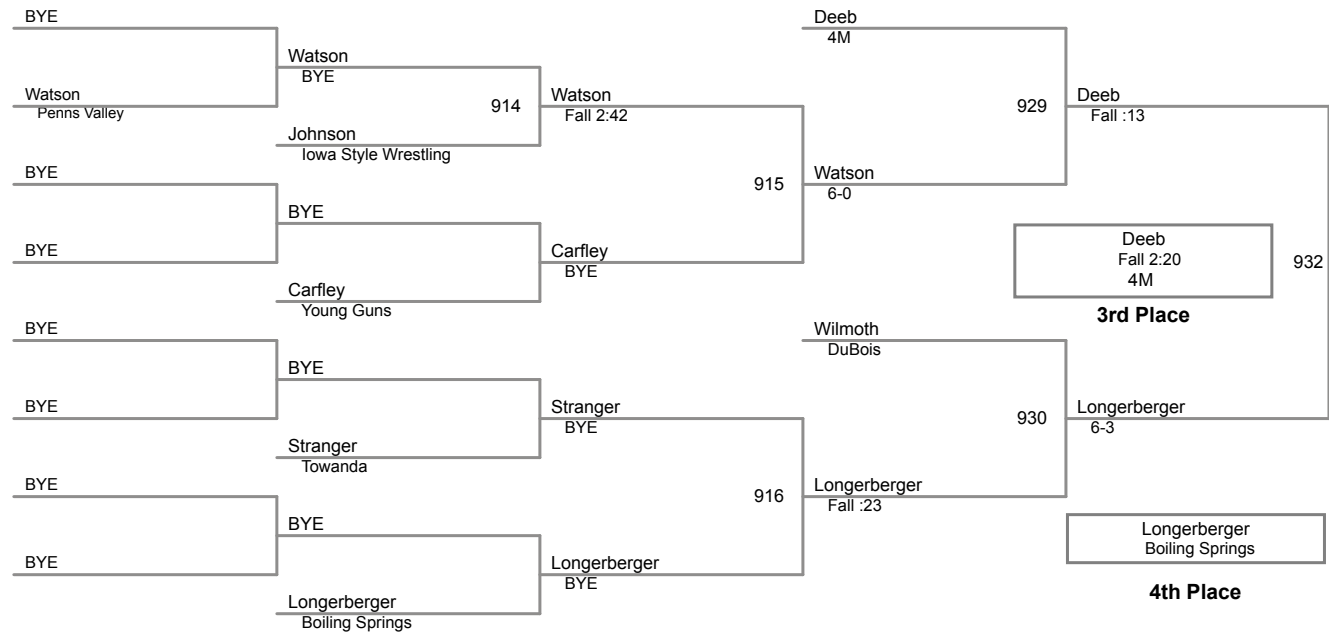 BYE
Deeb
4M
Watson
BYE
Watson
Penns Valley
914
Watson
Fall 2:42
929
Deeb
Fall :13
Johnson
Iowa Style Wrestling
BYE
915
Watson
6-0
BYE
BYE
Carfley
BYE
Deeb
Fall 2:20
4M
932
Carfley
Young Guns
3rd Place
BYE
Wilmoth
DuBois
BYE
BYE
Stranger
BYE
930
Longerberger
6-3
Stranger
Towanda
BYE
916
Longerberger
Fall :23
BYE
Longerberger
Boiling Springs
BYE
Longerberger
BYE
4th Place
Longerberger
Boiling Springs